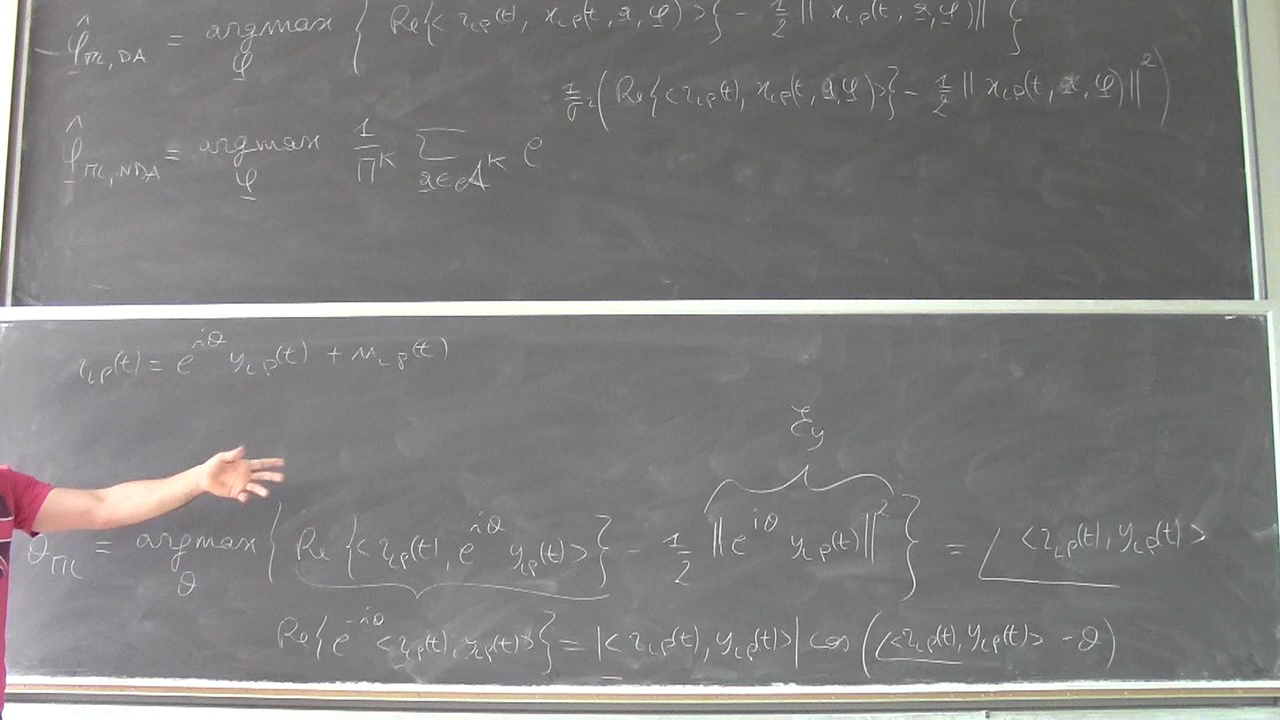 φ̂_ML,DA = argmax_φ { Re{<r_LP(t), x_LP(t, a, φ)>} - 1/2 || x_LP(t, a, φ) || }
φ̂_ML,NDA = argmax_φ 1/M^K Σ_{a∈A^K} e^{1/σ² ( Re{<r_LP(t), x_LP(t, a, φ)>} - 1/2 || x_LP(t, a, φ) ||² )}
r_LP(t) = e^{iθ} y_LP(t) + n_LP(t)
ξ_y
θ_ML = argmax_θ { Re{<r_LP(t), e^{iθ} y_LP(t)>} - 1/2 || e^{iθ} y_LP(t) ||² } = ∠<r_LP(t), y_LP(t)>
Re{e^{-iθ} <r_LP(t), y_LP(t)>} = |<r_LP(t), y_LP(t)>| cos (∠<r_LP(t), y_LP(t)> - θ)